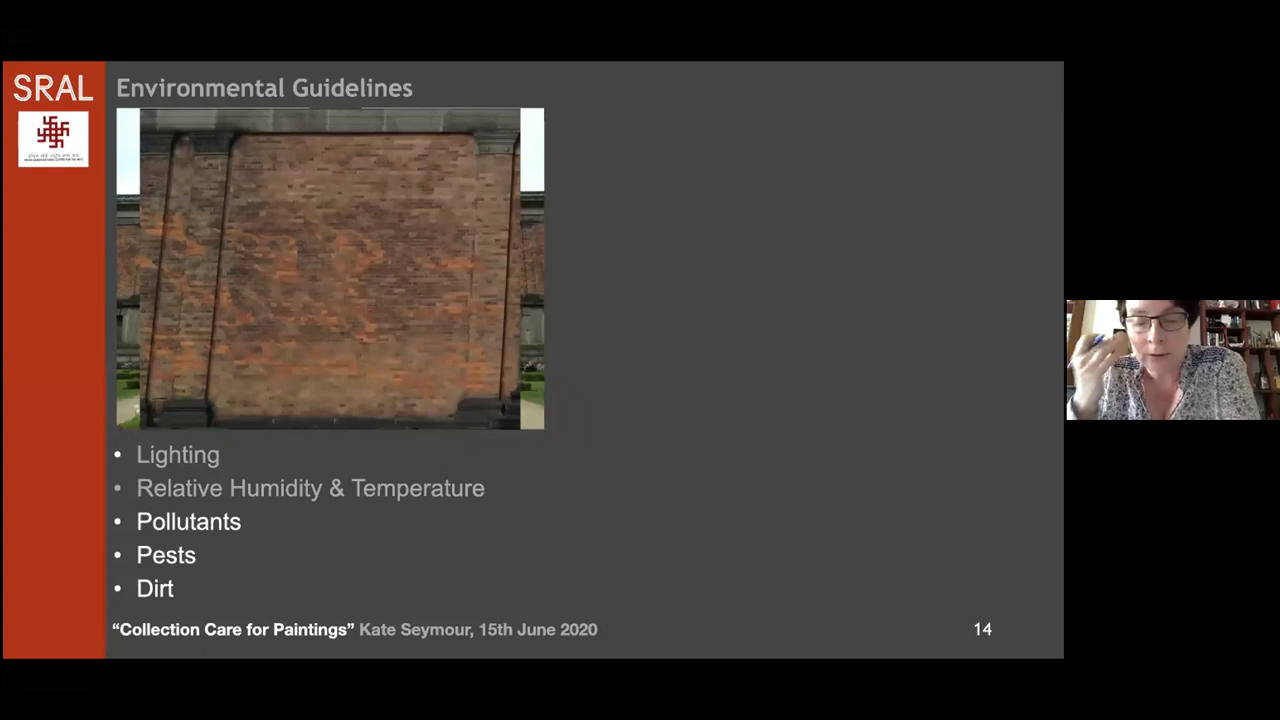 SRAL
Environmental Guidelines
• Lighting
• Relative Humidity & Temperature
• Pollutants
• Pests
• Dirt
“Collection Care for Paintings” Kate Seymour, 15th June 2020
14